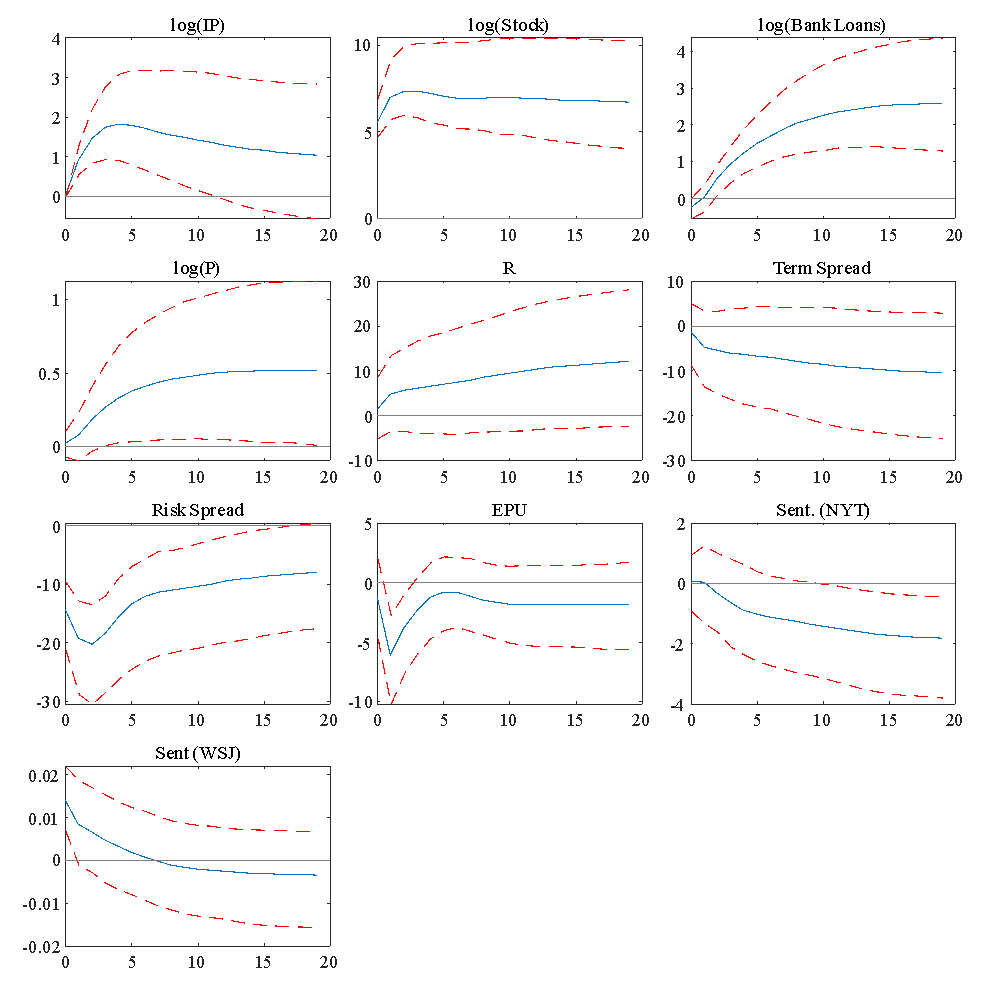 log(IP) log(Stock) log(Bank Loans)
4 10 4
3 3
2 5 2
1 1
0 0 0
0 5 10 15 20 0 5 10 15 20 0 5 10 15 20
log(P) R Term Spread
1 30 10
20 0
0.5 10 -10
0 0 -20
-10 -30
0 5 10 15 20 0 5 10 15 20 0 5 10 15 20
Risk Spread EPU Sent. (NYT)
0 5 2
-10 0 0
-20 -5 -2
-30 -10 -4
0 5 10 15 20 0 5 10 15 20 0 5 10 15 20
Sent (WSJ)
0.02
0.01
0
-0.01
-0.02
0 5 10 15 20